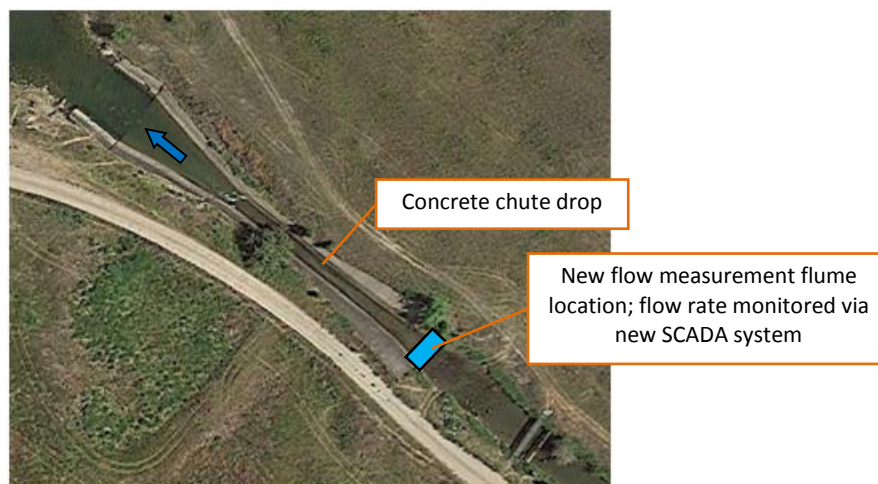 Concrete chute drop
New flow measurement flume
location; flow rate monitored via
new SCADA system